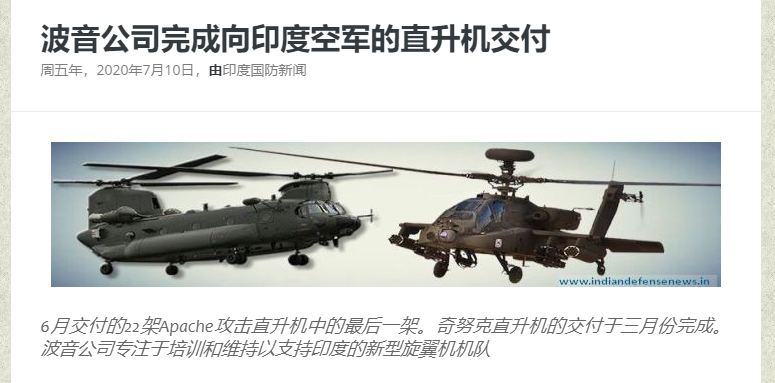 波音公司完成向印度空军的直升机交付
周五年，2020年7月10日，由印度国防新闻
www.indiandefensenews.in
6月交付的22架Apache攻击直升机中的最后一架。奇努克直升机的交付于三月份完成。
波音公司专注于培训和维持以支持印度的新型旋翼机机队